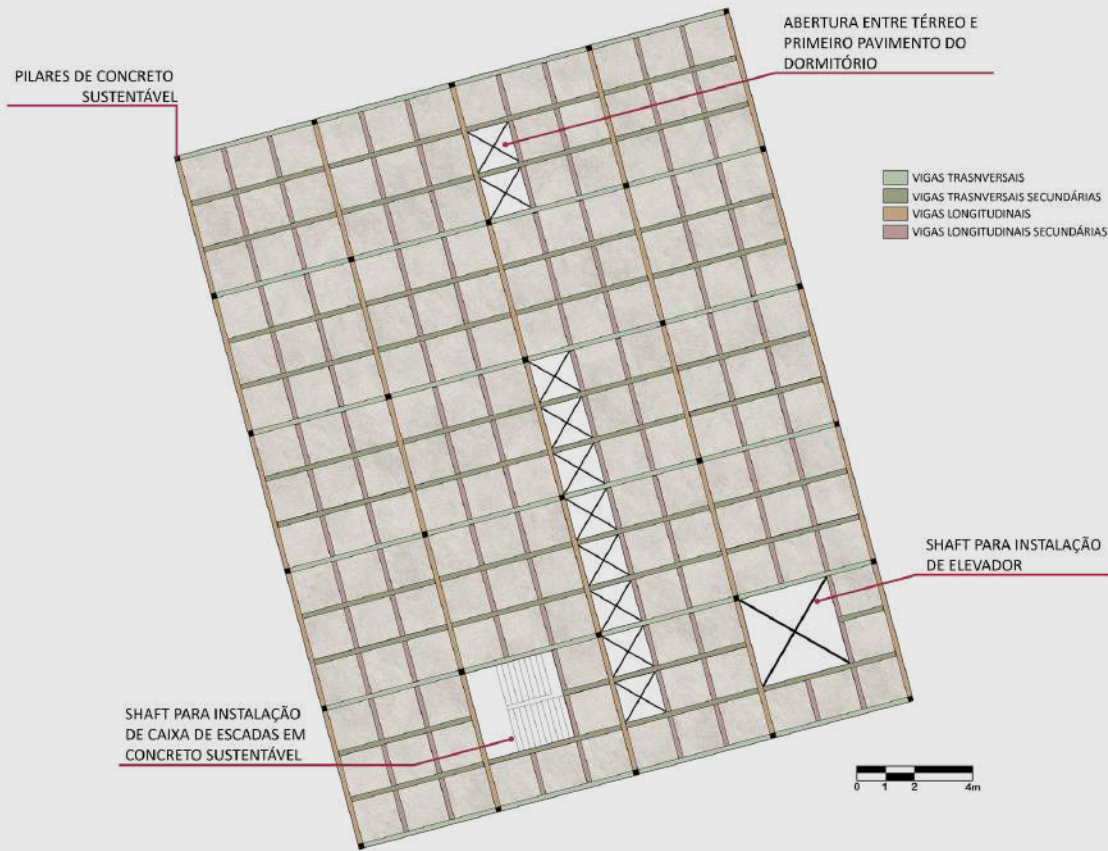 ABERTURA ENTRE TÉRREO E
PRIMEIRO PAVIMENTO DO
DORMITÓRIO
PILARES DE CONCRETO
SUSTENTÁVEL
VIGAS TRASNVERSAIS
VIGAS TRASNVERSAIS SECUNDÁRIAS
VIGAS LONGITUDINAIS
VIGAS LONGITUDINAIS SECUNDÁRIAS
SHAFT PARA INSTALAÇÃO
DE ELEVADOR
SHAFT PARA INSTALAÇÃO
DE CAIXA DE ESCADAS EM
CONCRETO SUSTENTÁVEL
0 1 2 4m